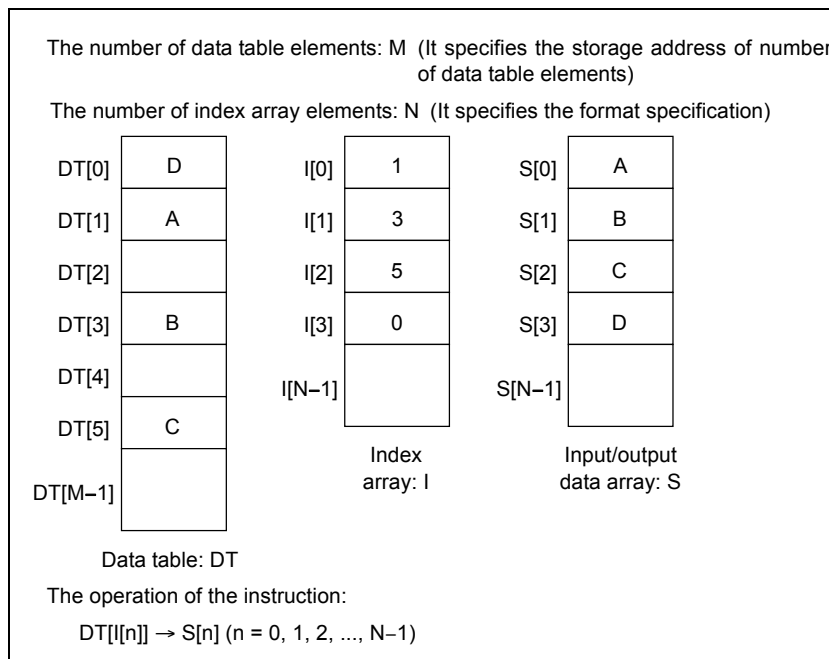 The number of data table elements: M (It specifies the storage address of number
of data table elements)
The number of index array elements: N (It specifies the format specification)
DT[0] D I[0] 1 S[0] A
DT[1] A I[1] 3 S[1] B
DT[2] I[2] 5 S[2] C
DT[3] B I[3] 0 S[3] D
DT[4]
I[N–1] S[N–1]
DT[5] C
Index Input/output
array: I data array: S
DT[M–1]
Data table: DT
The operation of the instruction:
DT[I[n]] → S[n] (n = 0, 1, 2, ..., N–1)